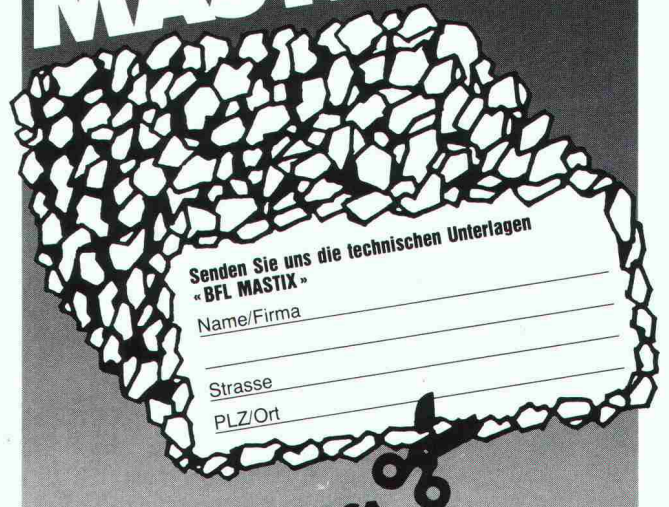 Senden Sie uns die technischen Unterlagen
« BFL MASTIX »
Name/Firma
Strasse
PLZ/Ort